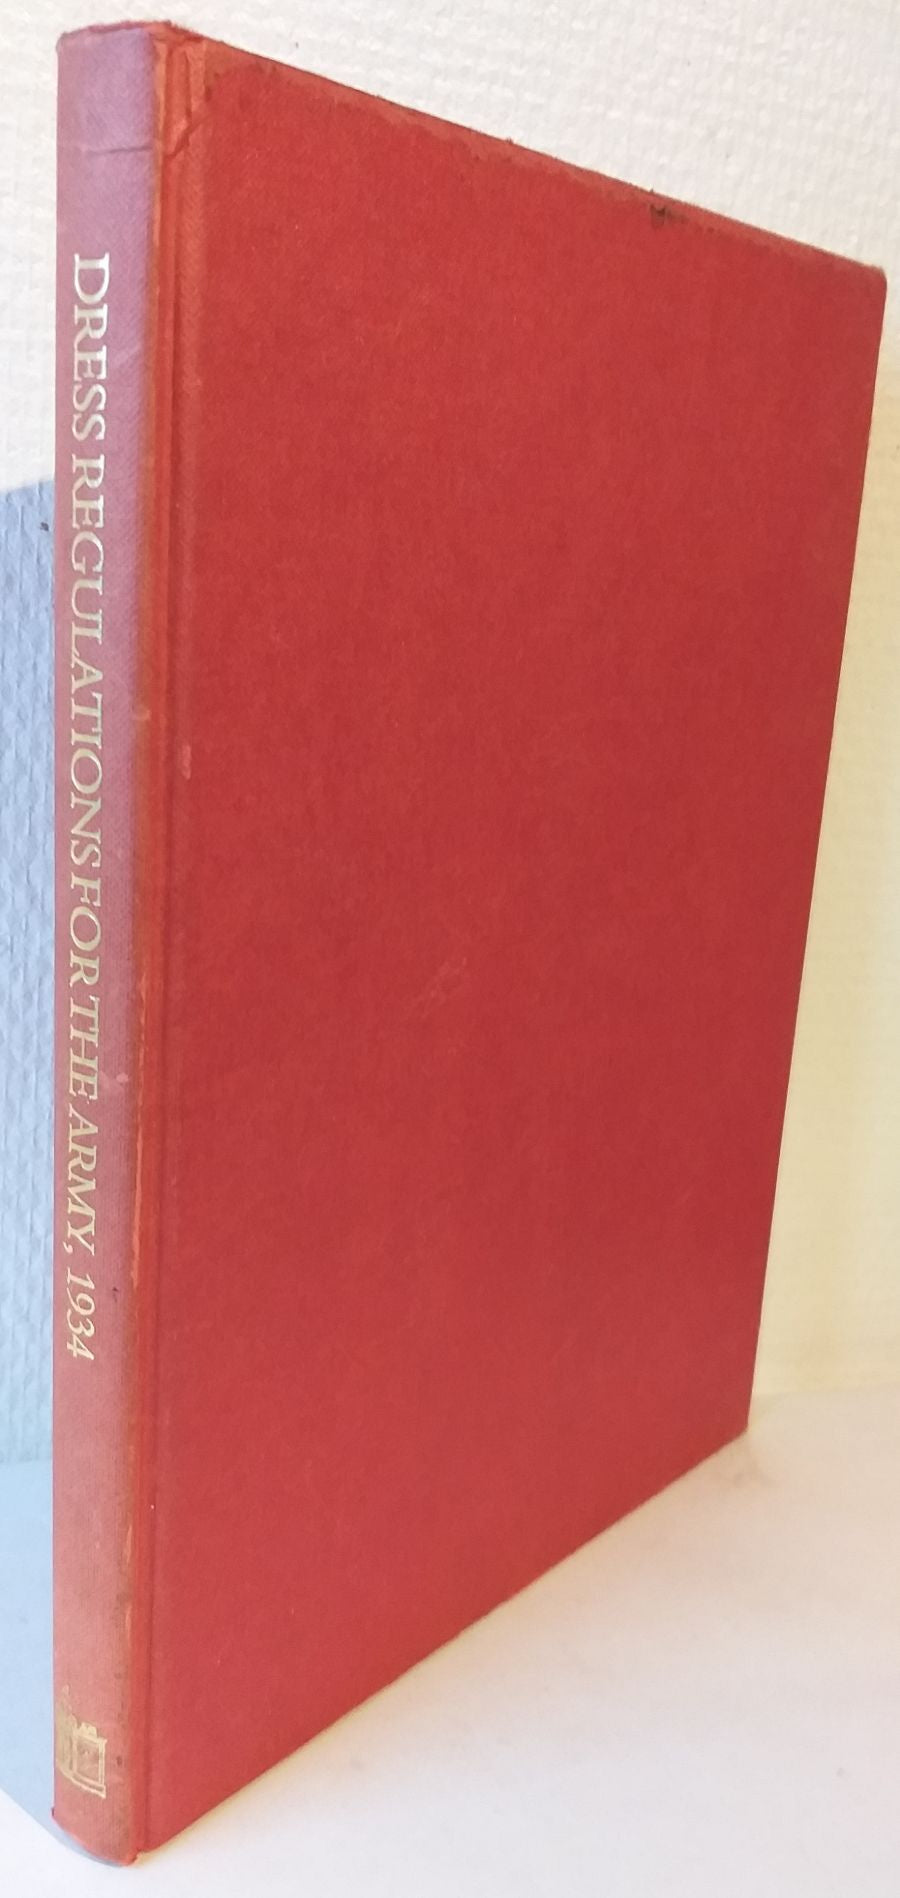 DRESS REGULATIONS FOR THE ARMY, 1934